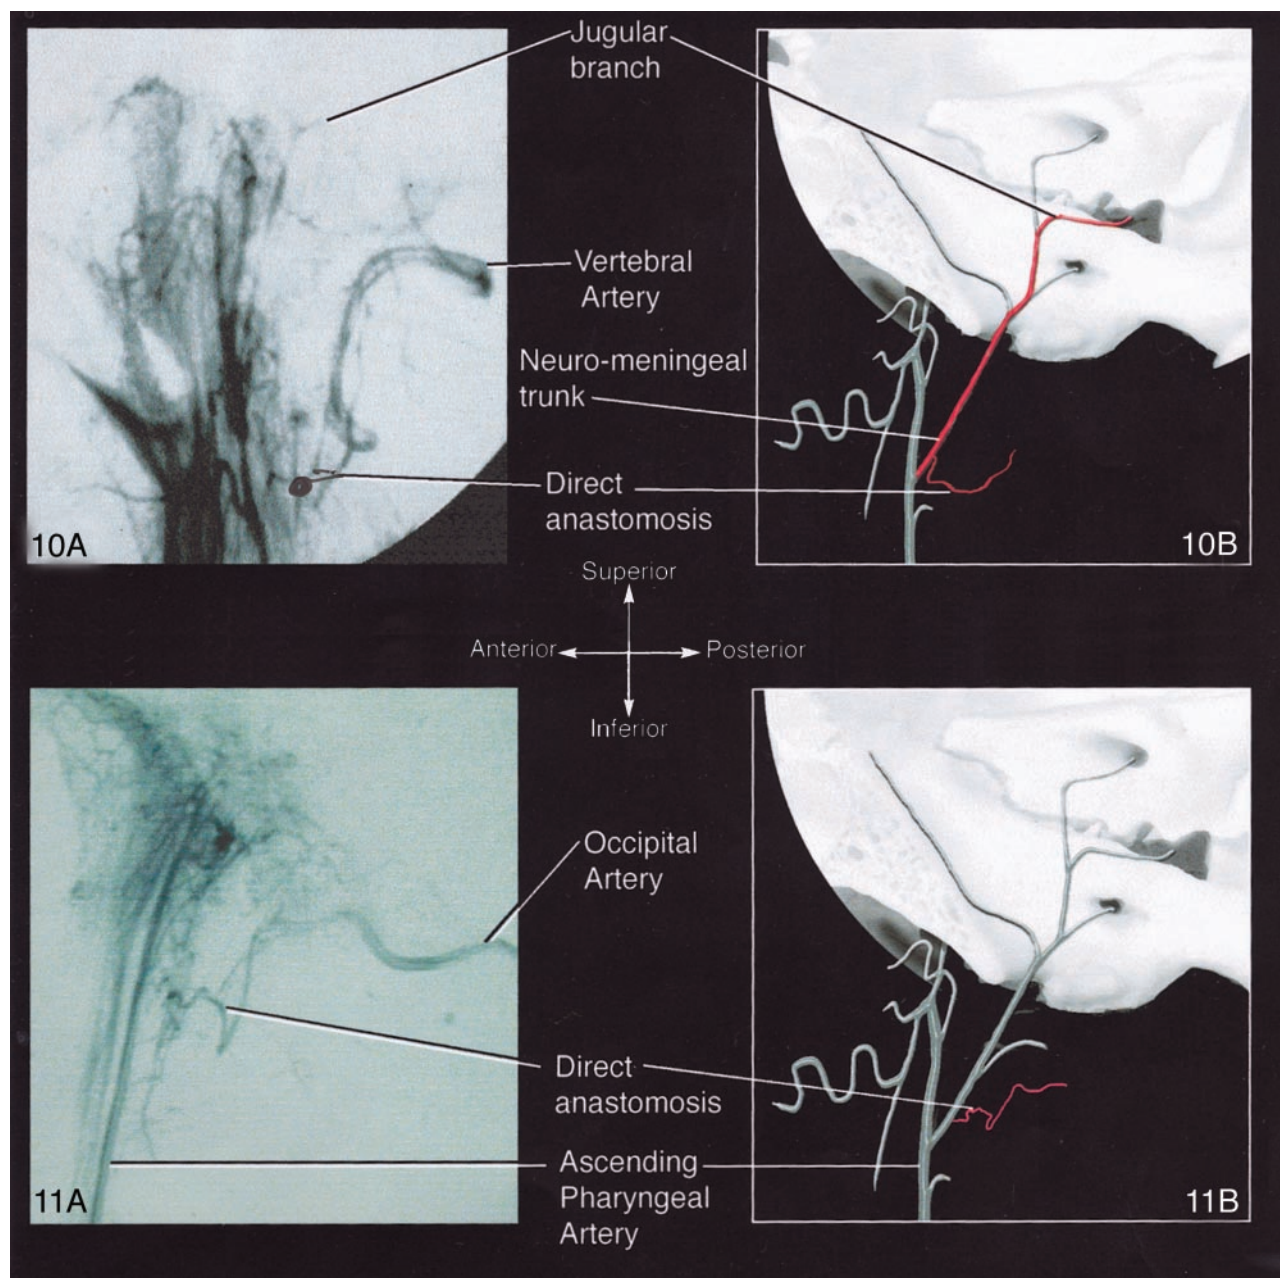 Jugular
branch
Vertebral
Artery
Neuro-meningeal
trunk
Direct
anastomosis
10A
10B
Superior
Anterior
Posterior
Inferior
Occipital
Artery
Direct
anastomosis
Ascending
Pharyngeal
Artery
11A
11B